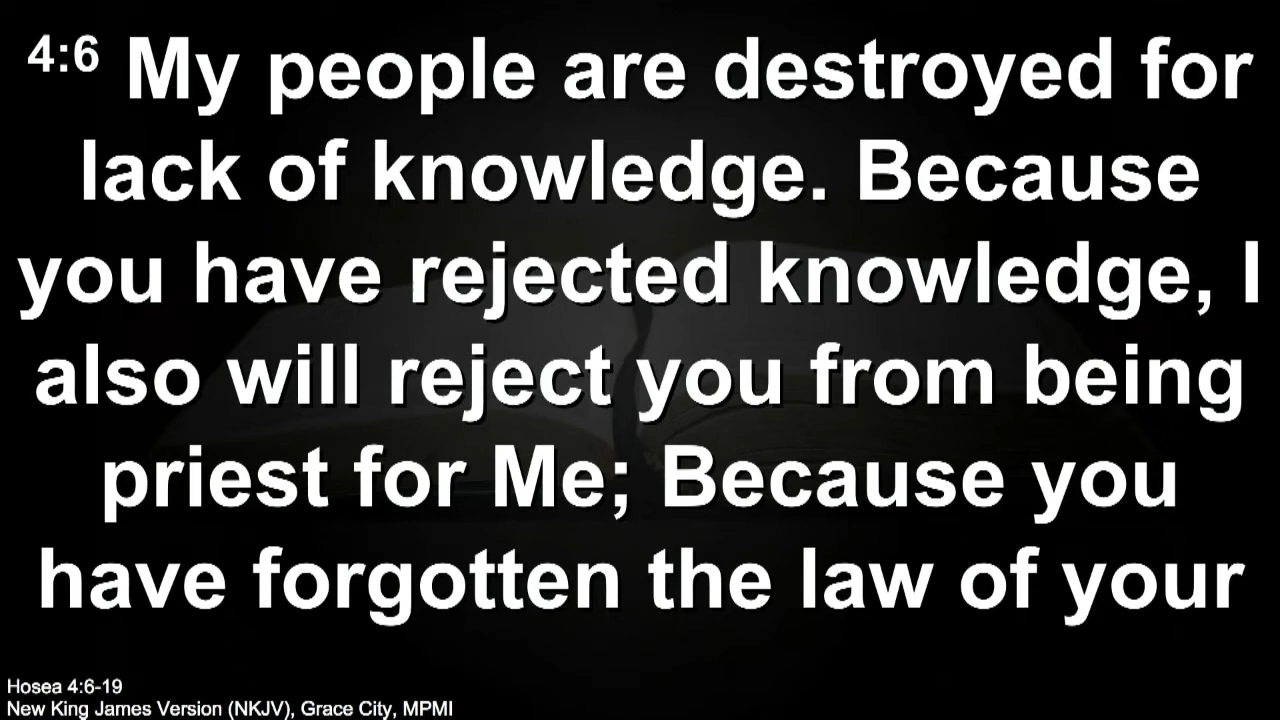 4:6 My people are destroyed for
lack of knowledge. Because
you have rejected knowledge, I
also will reject you from being
priest for Me; Because you
have forgotten the law of your
Hosea 4:6-19
New King James Version (NKJV), Grace City, MPMI